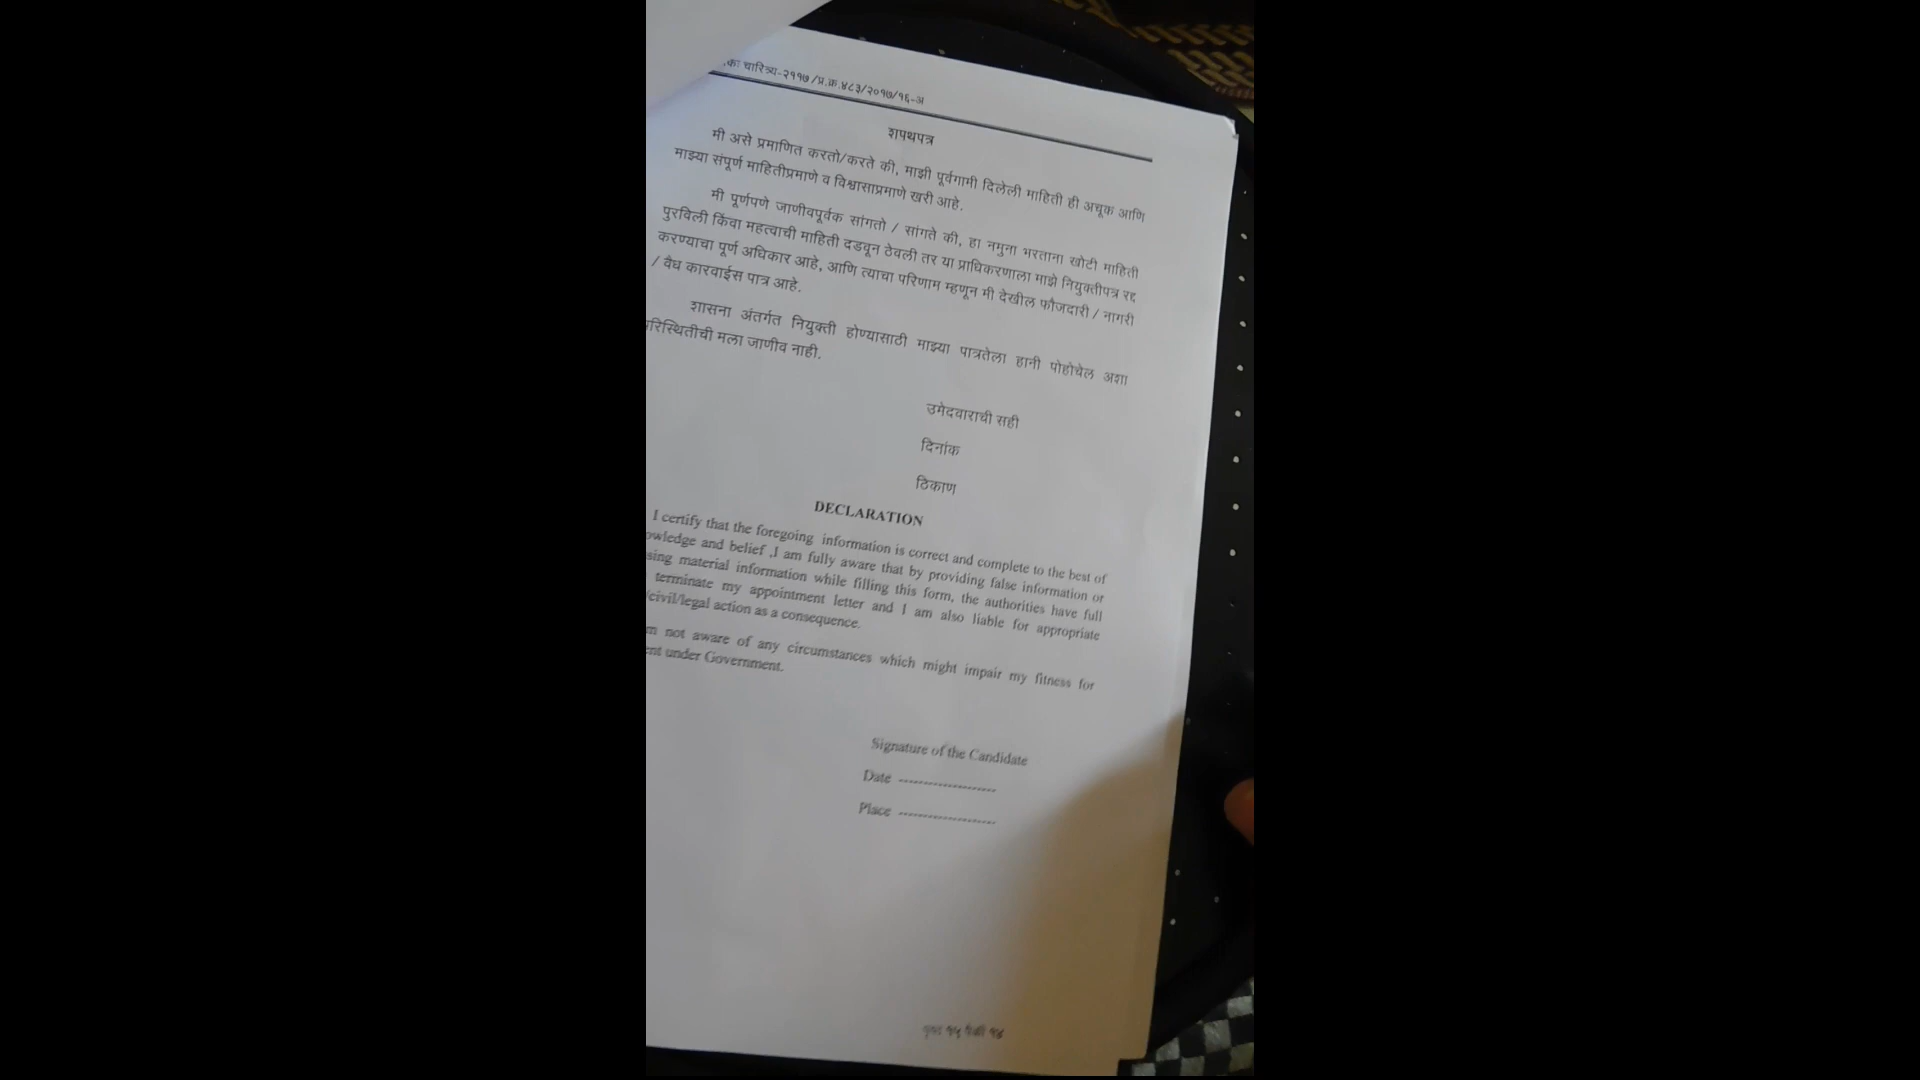 चारित्र्य-२११७/प्र.क्र.४८३/२०१७/१६-अ
शपथपत्र
मी असे प्रमाणित करतो/करते की, माझी पूर्वगामी दिलेली माहिती ही अचूक आणि
माझ्या संपूर्ण माहितीप्रमाणे व विश्वासाप्रमाणे खरी आहे.
मी पूर्णपणे जाणीवपूर्वक सांगतो / सांगते की, हा नमुना भरताना खोटी माहिती
पुरविली किंवा महत्वाची माहिती दडवून ठेवली तर या प्राधिकरणाला माझे नियुक्तीपत्र रद्द
करण्याचा पूर्ण अधिकार आहे, आणि त्याचा परिणाम म्हणून मी देखील फौजदारी / नागरी
/ वैध कारवाईस पात्र आहे.
शासना अंतर्गत नियुक्ती होण्यासाठी माझ्या पात्रतेला हानी पोहोचेल अशा
रिस्थितीची मला जाणीव नाही.
उमेदवाराची सही
दिनांक
ठिकाण
DECLARATION
I certify that the foregoing information is correct and complete to the best of
owledge and belief ,I am fully aware that by providing false information or
sing material information while filling this form, the authorities have full
terminate my appointment letter and I am also liable for appropriate
/civil/legal action as a consequence.
m not aware of any circumstances which might impair my fitness for
ent under Government.
Signature of the Candidate
Date --------------------
Place --------------------
पृष्ठ १५ पैकी १४